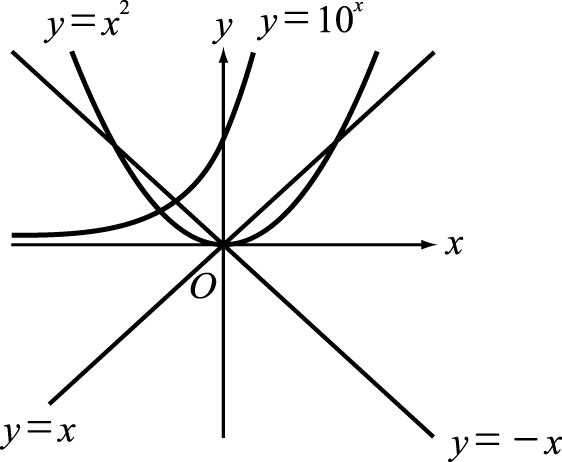 y=x²
y
y=10ˣ
x
O
y=x
y=−x